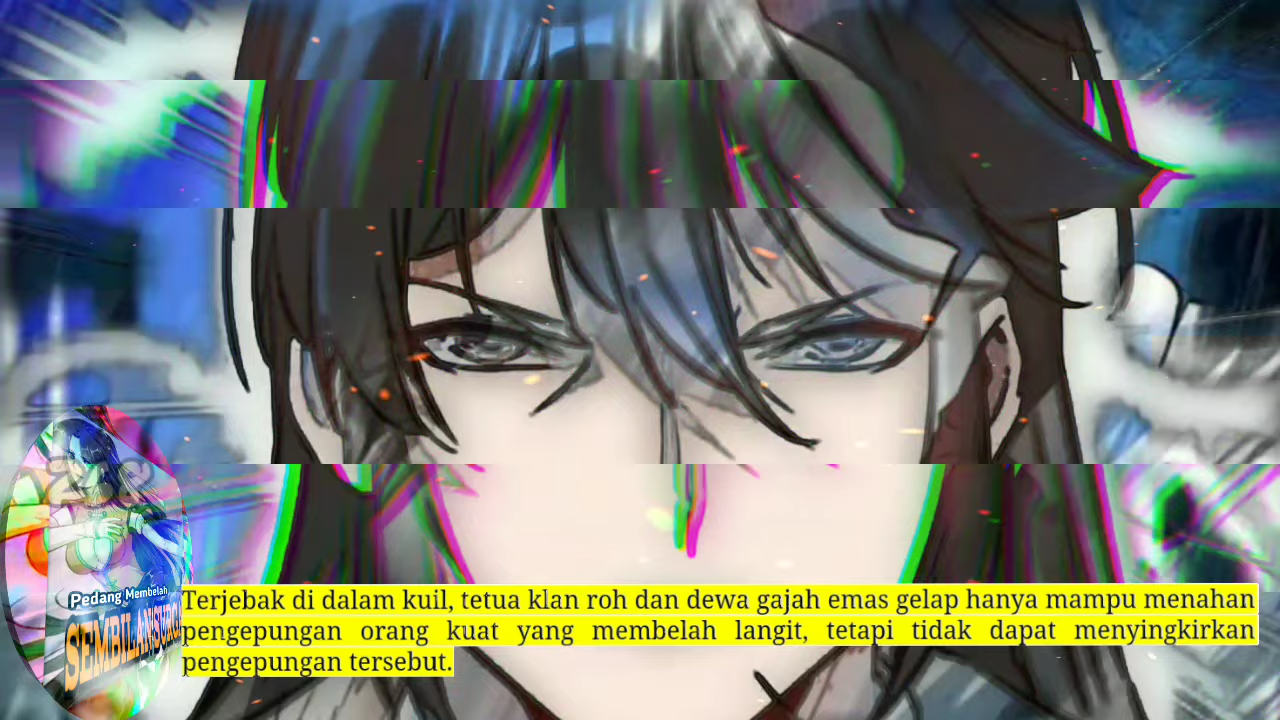 Pedang Membelah
SEMBILAN SURGA
Terjebak di dalam kuil, tetua klan roh dan dewa gajah emas gelap hanya mampu menahan
pengepungan orang kuat yang membelah langit, tetapi tidak dapat menyingkirkan
pengepungan tersebut.